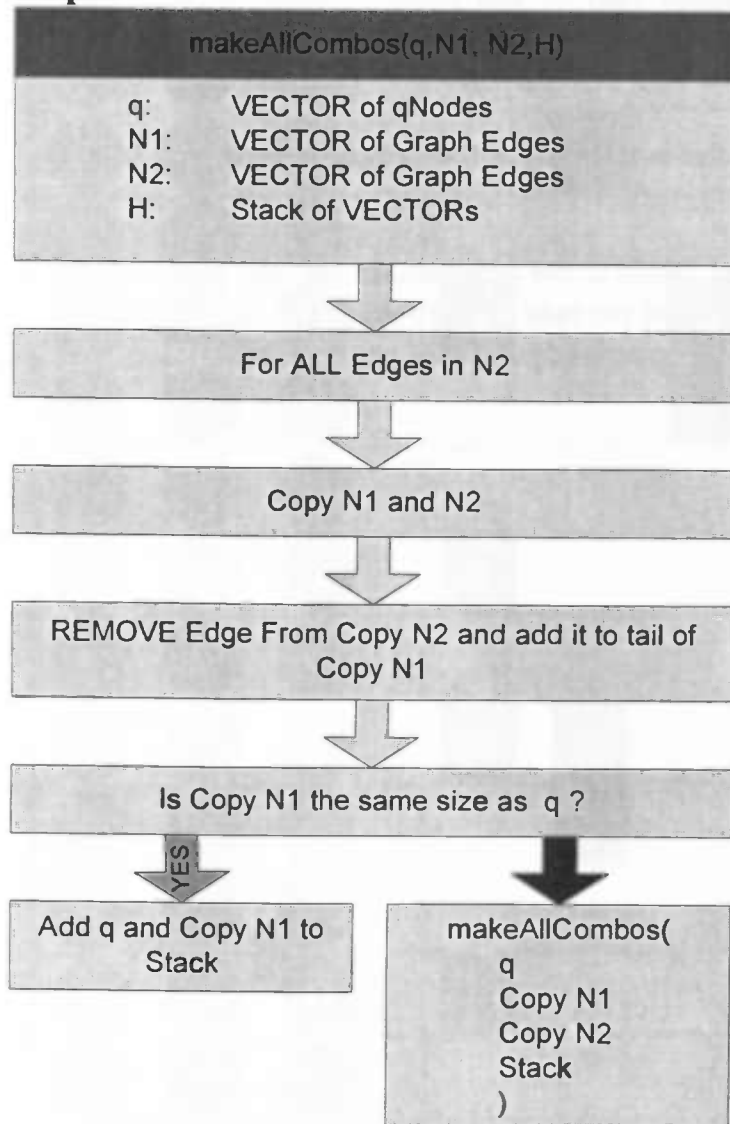 makeAllCombos(q,N1, N2,H)
q: VECTOR of qNodes
N1: VECTOR of Graph Edges
N2: VECTOR of Graph Edges
H: Stack of VECTORs
For ALL Edges in N2
Copy N1 and N2
REMOVE Edge From Copy N2 and add it to tail of
Copy N1
Is Copy N1 the same size as q ?
YES
Add q and Copy N1 to
Stack
makeAllCombos(
q
Copy N1
Copy N2
Stack
)